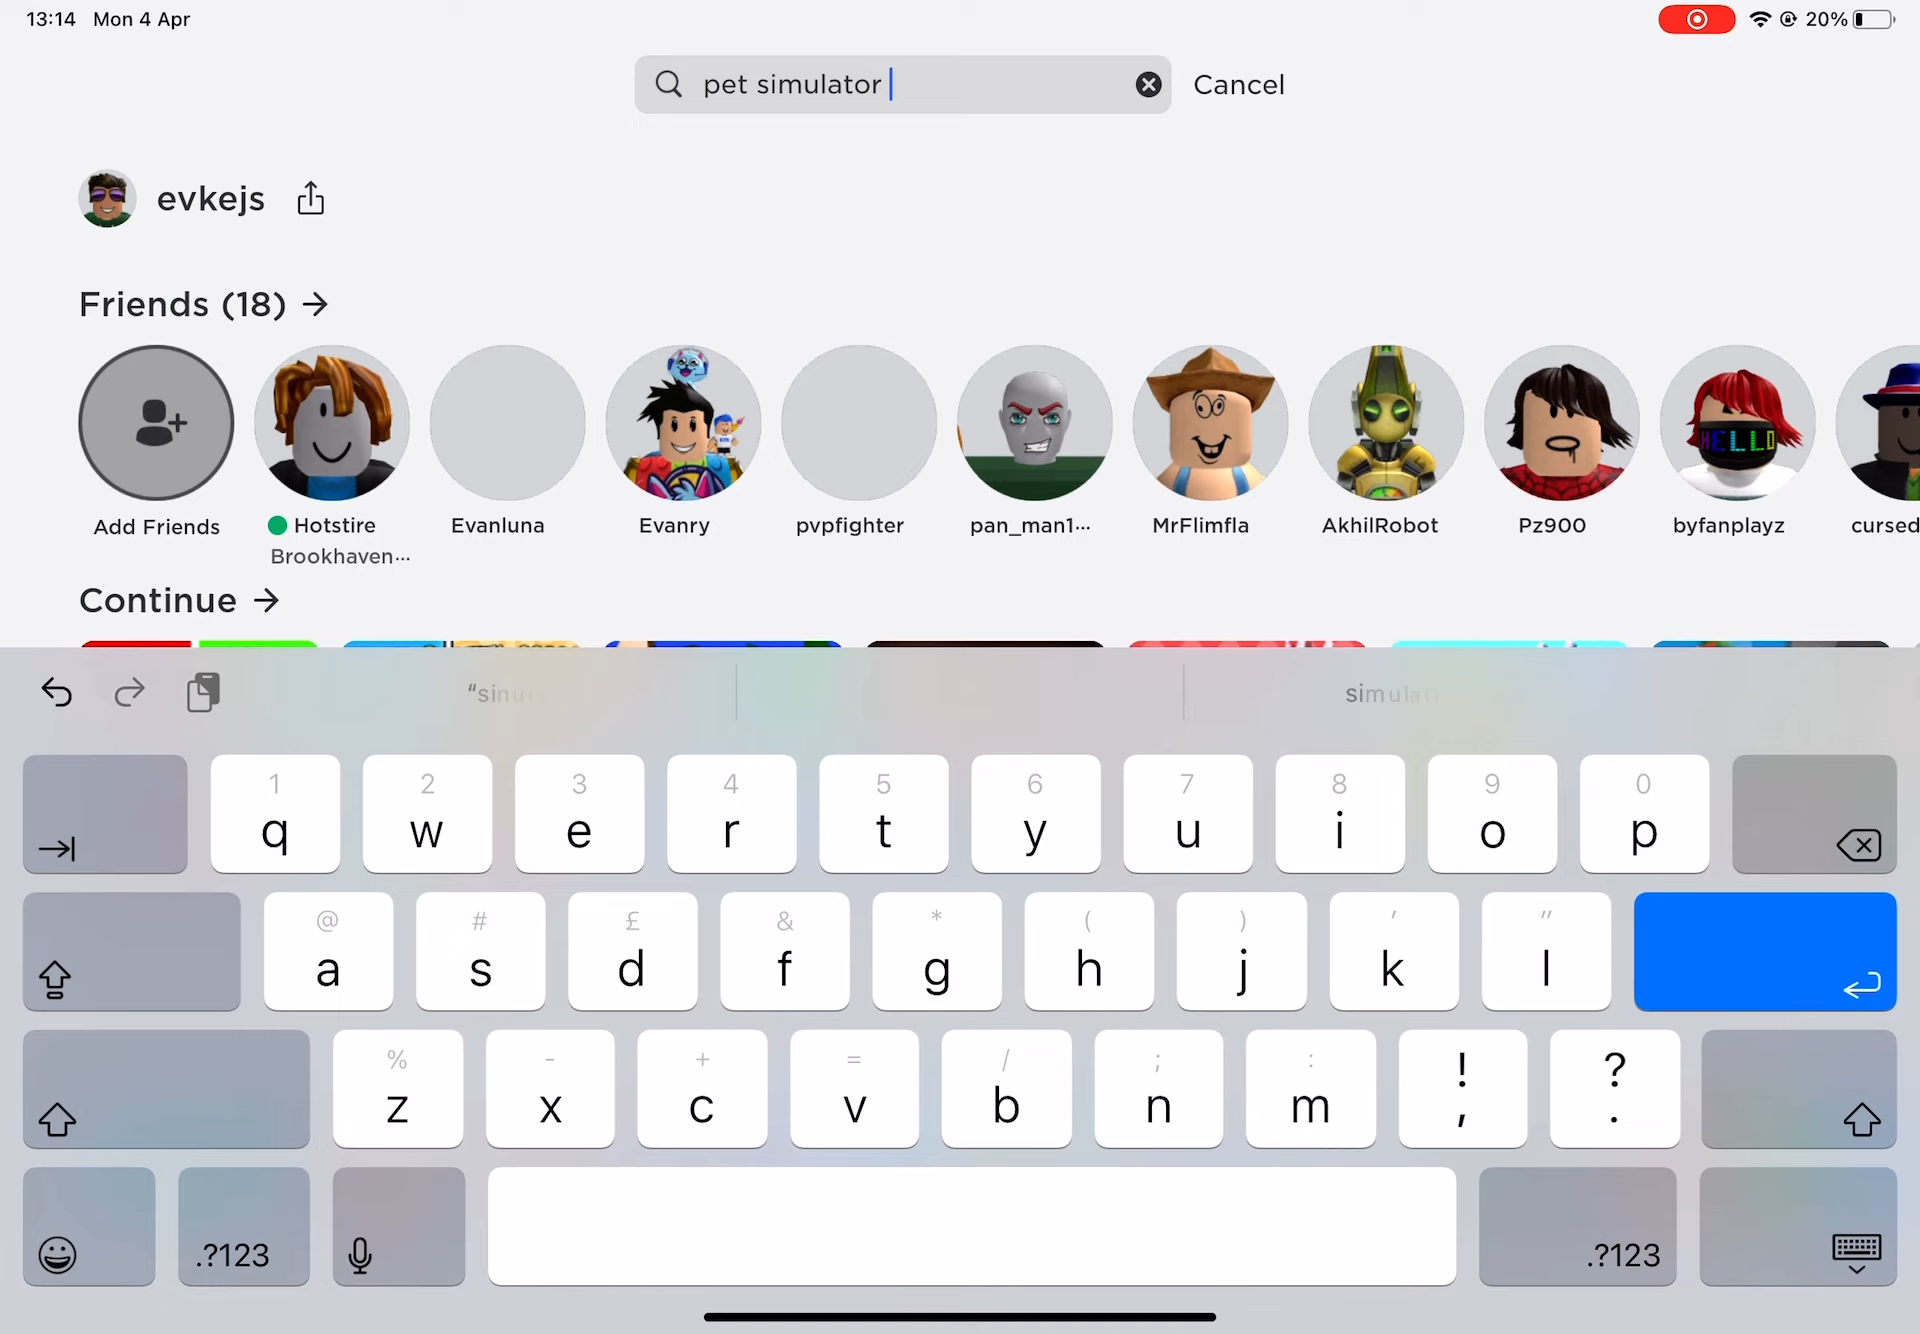 13:14 Mon 4 Apr 20%
pet simulator Cancel
evkejs
Friends (18) →
Add Friends Hotstire Evanluna Evanry pvpfighter pan_man1... MrFlimfla AkhilRobot Pz900 byfanplayz cursed
Brookhaven...
HELLO
Continue →
1 2 3 4 5 6 7 8 9 0
q w e r t y u i o p
@ # £ & * ( ) ' "
a s d f g h j k l
% - + = / ; : ! ?
z x c v b n m , .
.?123 .?123